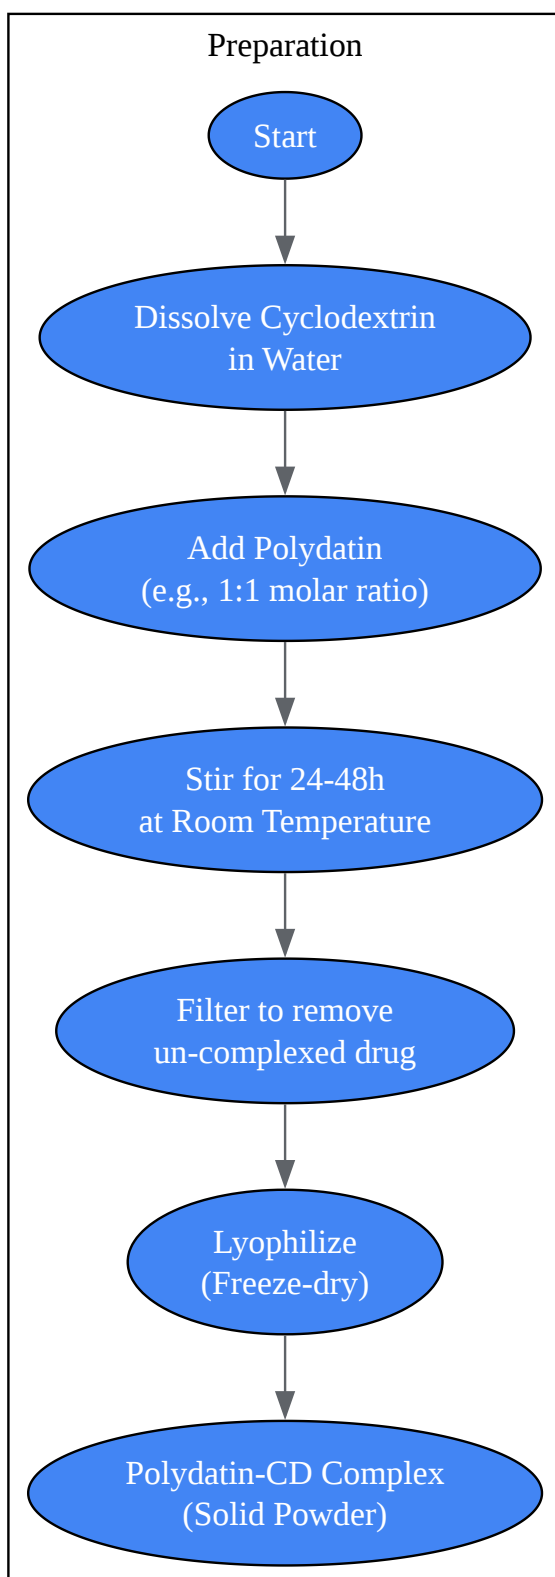 Preparation
Start
Dissolve Cyclodextrin
in Water
Add Polydatin
(e.g., 1:1 molar ratio)
Stir for 24-48h
at Room Temperature
Filter to remove
un-complexed drug
Lyophilize
(Freeze-dry)
Polydatin-CD Complex
(Solid Powder)